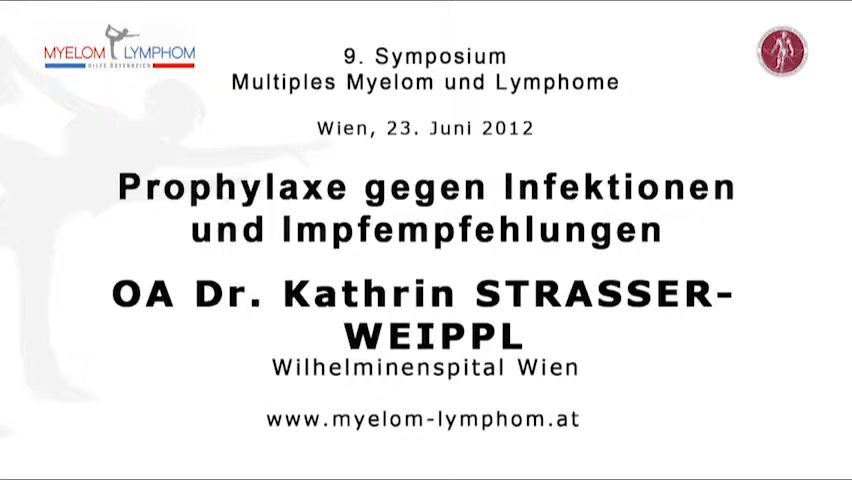 MYELOM LYMPHOM
HILFE ÖSTERREICH
9. Symposium
Multiples Myelom und Lymphome
Wien, 23. Juni 2012
Prophylaxe gegen Infektionen
und Impfempfehlungen
OA Dr. Kathrin STRASSER-
WEIPPL
Wilhelminenspital Wien
www.myelom-lymphom.at